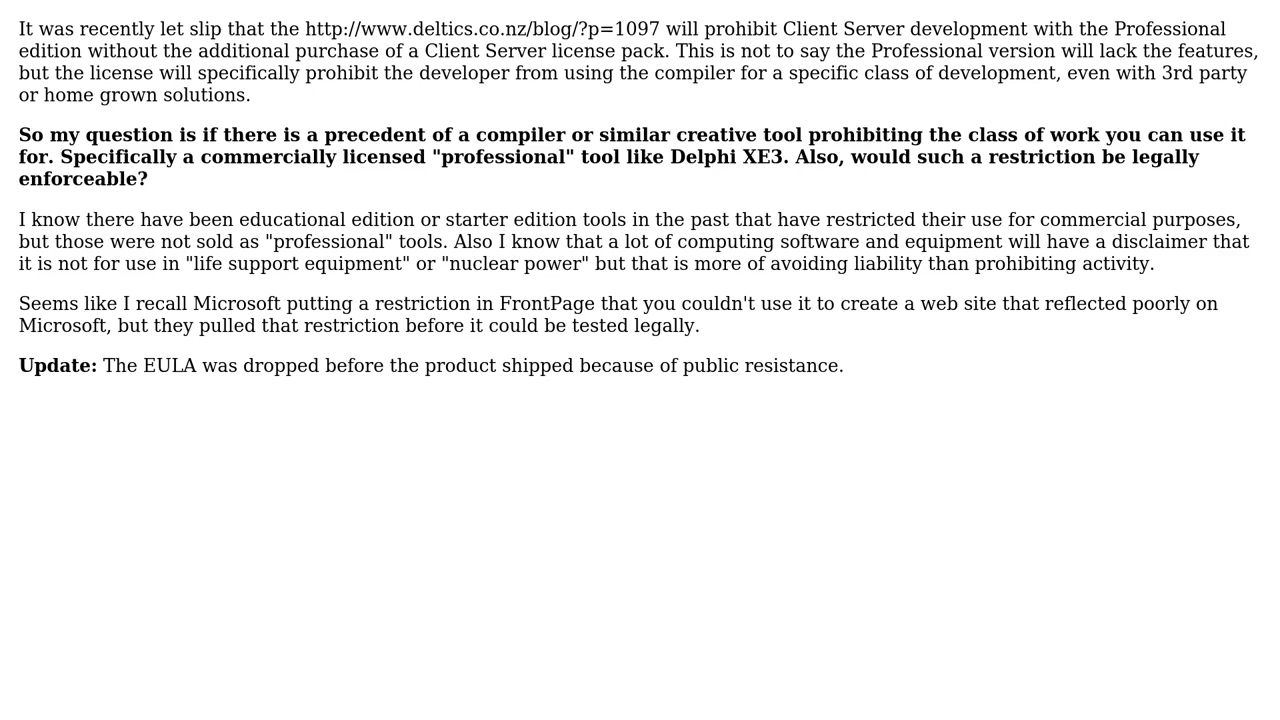 It was recently let slip that the http://www.deltics.co.nz/blog/?p=1097 will prohibit Client Server development with the Professional
edition without the additional purchase of a Client Server license pack. This is not to say the Professional version will lack the features,
but the license will specifically prohibit the developer from using the compiler for a specific class of development, even with 3rd party
or home grown solutions.
So my question is if there is a precedent of a compiler or similar creative tool prohibiting the class of work you can use it
for. Specifically a commercially licensed "professional" tool like Delphi XE3. Also, would such a restriction be legally
enforceable?
I know there have been educational edition or starter edition tools in the past that have restricted their use for commercial purposes,
but those were not sold as "professional" tools. Also I know that a lot of computing software and equipment will have a disclaimer that
it is not for use in "life support equipment" or "nuclear power" but that is more of avoiding liability than prohibiting activity.
Seems like I recall Microsoft putting a restriction in FrontPage that you couldn't use it to create a web site that reflected poorly on
Microsoft, but they pulled that restriction before it could be tested legally.
Update: The EULA was dropped before the product shipped because of public resistance.